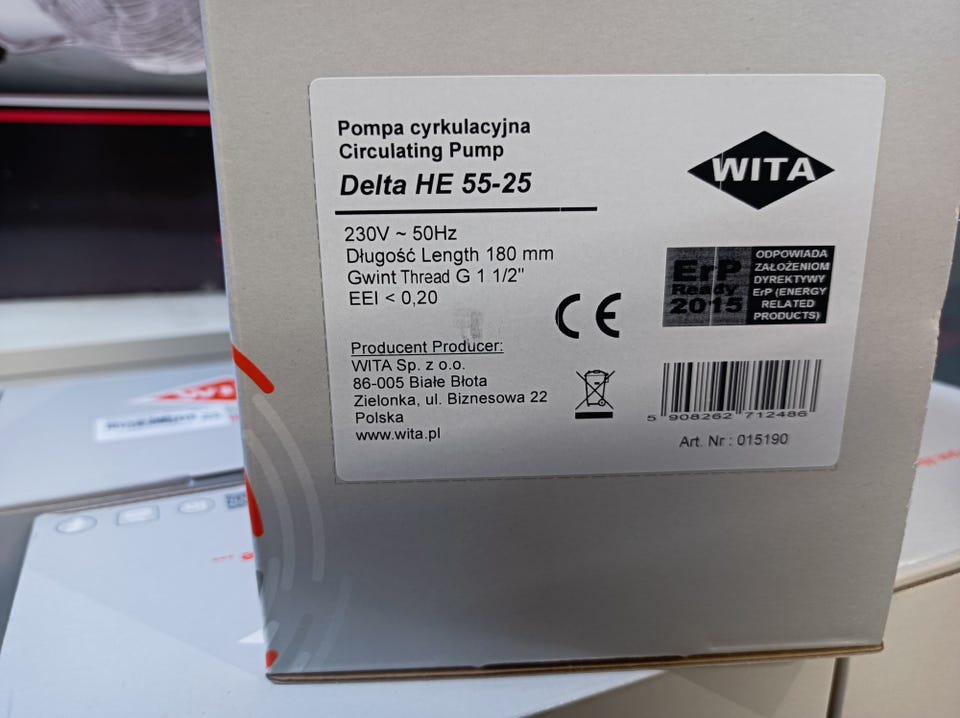 Pompa cyrkulacyjna
Circulating Pump
Delta HE 55-25
230V ~ 50Hz
Długość Length 180 mm
Gwint Thread G 1 1/2"
EEI < 0,20
Producent Producer:
WITA Sp. z o.o.
86-005 Białe Błota
Zielonka, ul. Biznesowa 22
Polska
www.wita.pl
WITA
ErP
Ready
2015
ODPOWIADA
ZAŁOŻENIOM
DYREKTYWY
ErP (ENERGY
RELATED
PRODUCTS)
CE
5 908262 712486
Art. Nr : 015190